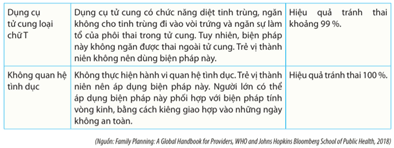 Dụng cụ
tử cung loại
chữ T
Dụng cụ tử cung có chức năng diệt tinh trùng, ngăn
không cho tinh trùng đi vào vòi trứng và ngăn sự làm
tổ của phôi thai trong tử cung. Tuy nhiên, biện pháp
này không ngăn được thai ngoài tử cung. Trẻ vị thành
niên không nên dùng biện pháp này.
Hiệu quả tránh thai
khoảng 99 %.
Không quan hệ
tình dục
Không thực hiện hành vi quan hệ tình dục. Trẻ vị thành
niên nên áp dụng biện pháp này. Người lớn có thể
áp dụng biện pháp này phối hợp với biện pháp tính
vòng kinh, bằng cách kiêng giao hợp vào những ngày
không an toàn.
Hiệu quả tránh thai 100 %.
(Nguồn: Family Planning: A Global Handbook for Providers, WHO and Johns Hopkins Bloomberg School of Public Health, 2018)